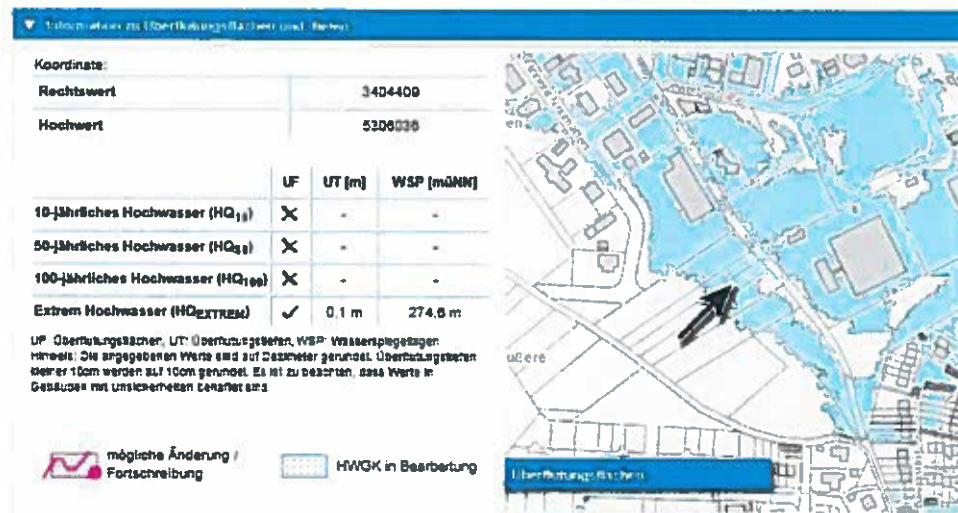 Information zu Überflutungsflächen und -tiefen
Koordinate:
Rechtswert 3404409
Hochwert 5306036
UF UT [m] WSP [müNN]
10-jährliches Hochwasser (HQ10) ✕ - -
50-jährliches Hochwasser (HQ50) ✕ - -
100-jährliches Hochwasser (HQ100) ✕ - -
Extrem Hochwasser (HQEXTREM) ✓ 0,1 m 274,6 m
UF: Überflutungsflächen, UT: Überflutungstiefen, WSP: Wasserspiegellagen
Hinweis: Die angegebenen Werte sind auf Dezimeter gerundet. Überflutungstiefen
kleiner 10cm werden auf 10cm gerundet. Es ist zu beachten, dass Werte in
Gebäuden mit Unsicherheiten behaftet sind
mögliche Änderung /
Fortschreibung
HWGK in Bearbeitung
en
ußere
Überflutungsflächen